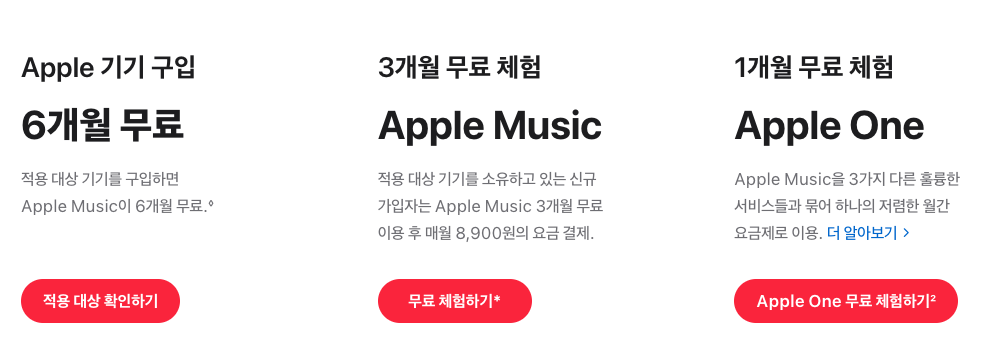 Apple 기기 구입
6개월 무료
적용 대상 기기를 구입하면
Apple Music이 6개월 무료.◊
적용 대상 확인하기
3개월 무료 체험
Apple Music
적용 대상 기기를 소유하고 있는 신규
가입자는 Apple Music 3개월 무료
이용 후 매월 8,900원의 요금 결제.
무료 체험하기*
1개월 무료 체험
Apple One
Apple Music을 3가지 다른 훌륭한
서비스들과 묶어 하나의 저렴한 월간
요금제로 이용. 더 알아보기 >
Apple One 무료 체험하기²